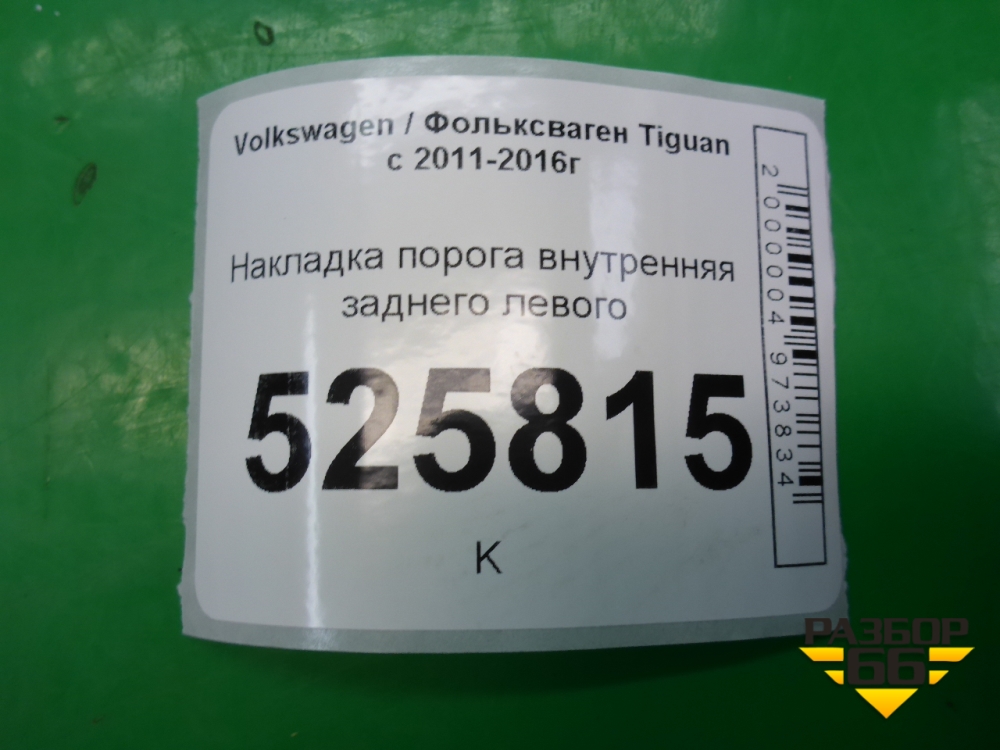 Volkswagen / Фольксваген Tiguan
с 2011-2016г
Накладка порога внутренняя
заднего левого
525815
К
2000004973834
РАЗБОР
66